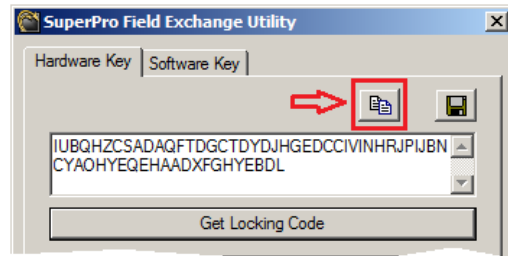 SuperPro Field Exchange Utility
Hardware Key
Software Key
IUBQHZCSADAQFTDGCTDYDJHGEDCCIVINHRJPIJBN
CYAOHYEQEHAADXFGHYEBDL
Get Locking Code